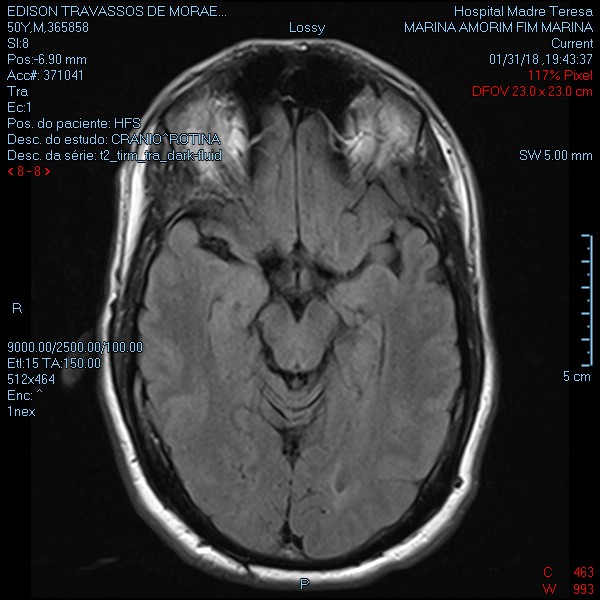 EDISON TRAVASSOS DE MORAE...
50Y,M,365858
Sl:8
Pos:-6.90 mm
Acc#: 371041
Tra
Ec:1
Pos. do paciente: HFS
Desc. do estudo: CRANIO^ROTINA
Desc. da série: t2_tirm_tra_dark-fluid
< 8 - 8 >
Lossy
Hospital Madre Teresa
MARINA AMORIM FIM MARINA
Current
01/31/18 ,19:43:37
117% Pixel
DFOV 23.0 x 23.0 cm
SW 5.00 mm
R
9000.00/2500.00/100.00
Etl:15 TA:150.00
512x464
Enc: ^
1nex
5 cm
P
C 463
W 993